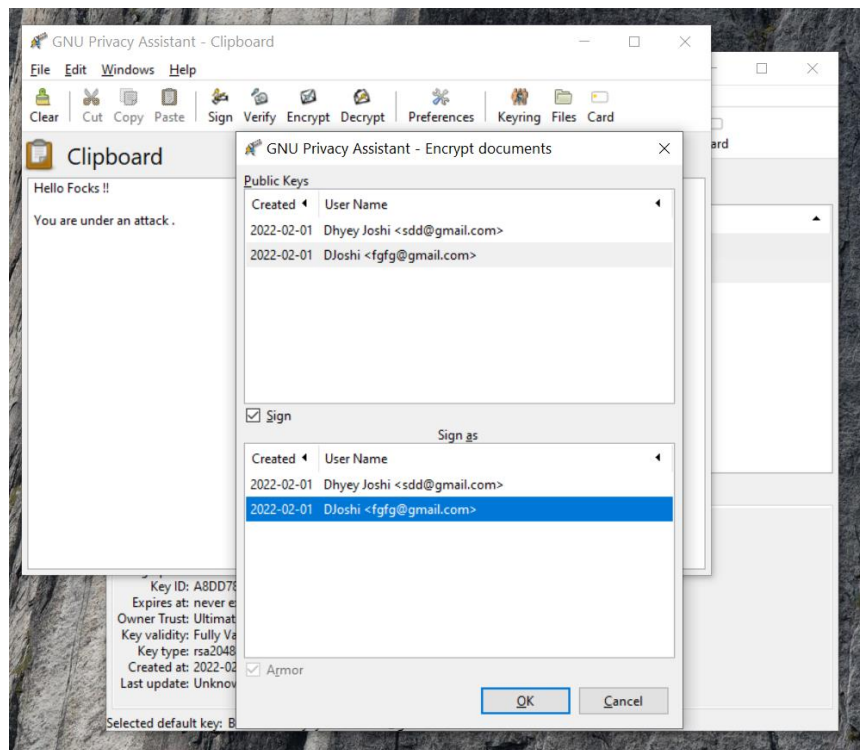 GNU Privacy Assistant - Clipboard
File Edit Windows Help
Clear Cut Copy Paste Sign Verify Encrypt Decrypt Preferences Keyring Files Card
Clipboard
Hello Focks !!
You are under an attack .
GNU Privacy Assistant - Encrypt documents
Public Keys
Created User Name
2022-02-01 Dhyey Joshi <sdd@gmail.com>
2022-02-01 DJoshi <fgfg@gmail.com>
Sign
Sign as
Created User Name
2022-02-01 Dhyey Joshi <sdd@gmail.com>
2022-02-01 DJoshi <fgfg@gmail.com>
Armor
OK Cancel
ard
Key ID: A8DD78
Expires at: never e
Owner Trust: Ultimat
Key validity: Fully Va
Key type: rsa2048
Created at: 2022-02
Last update: Unknow
Selected default key: B